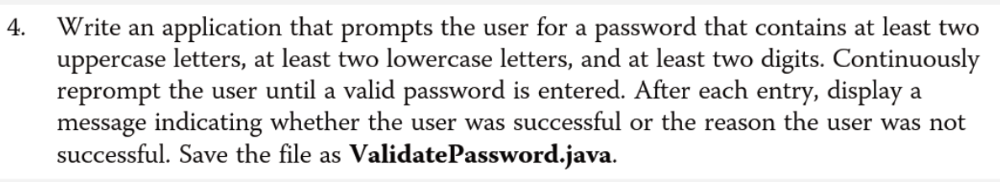 4. Write an application that prompts the user for a password that contains at least two
uppercase letters, at least two lowercase letters, and at least two digits. Continuously
reprompt the user until a valid password is entered. After each entry, display a
message indicating whether the user was successful or the reason the user was not
successful. Save the file as ValidatePassword.java.